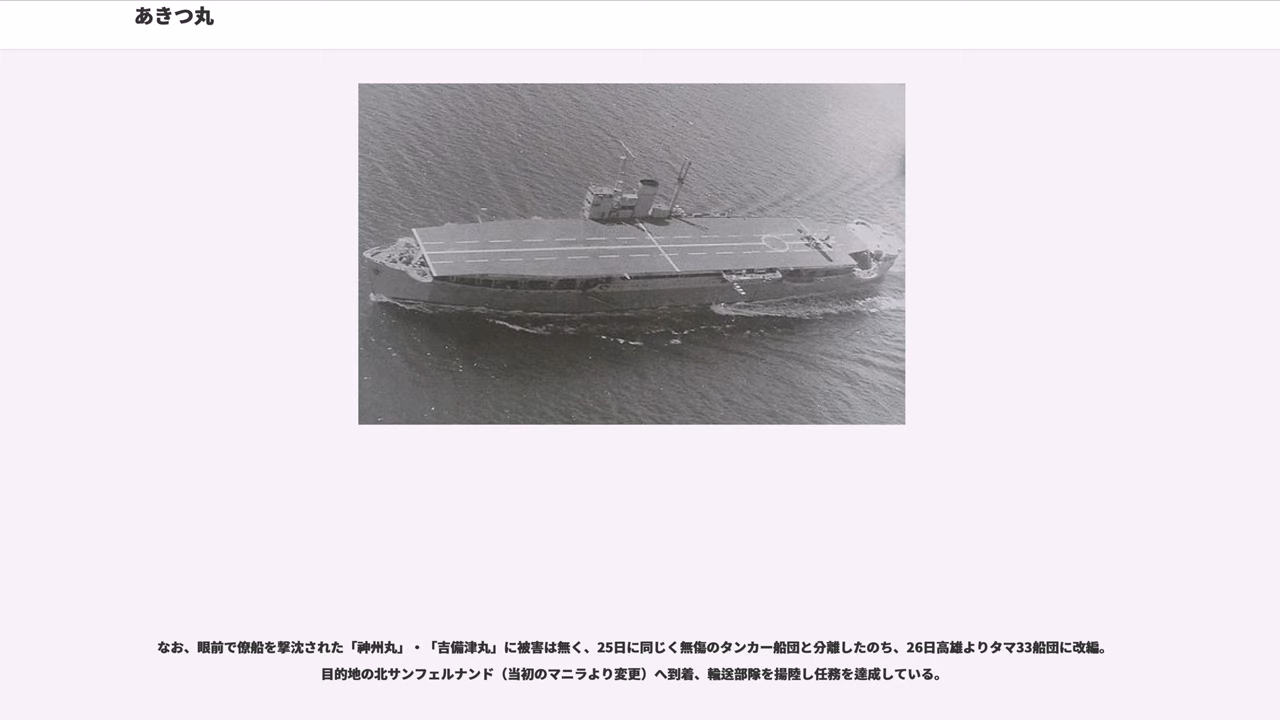 あきつ丸
なお、眼前で僚船を撃沈された「神州丸」・「吉備津丸」に被害は無く、25日に同じく無傷のタンカー船団と分離したのち、26日高雄よりタマ33船団に改編。
目的地の北サンフェルナンド（当初のマニラより変更）へ到着、輸送部隊を揚陸し任務を達成している。